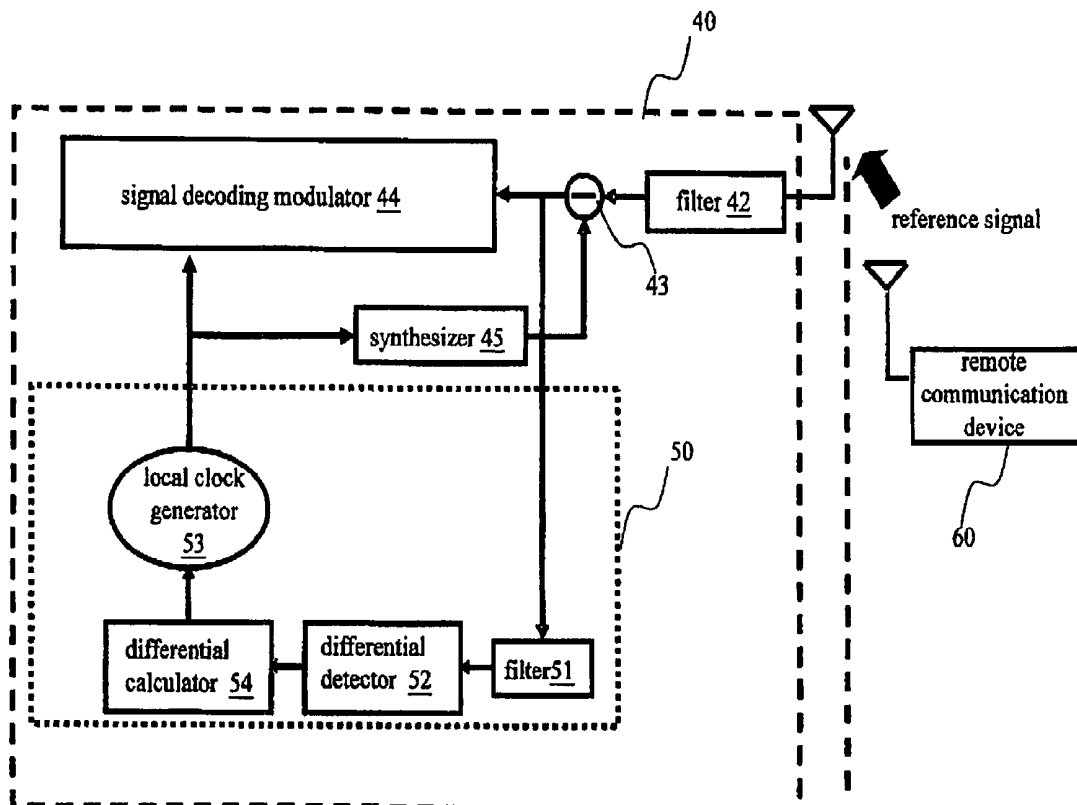 40
signal decoding modulator 44
filter 42
reference signal
43
synthesizer 45
remote
communication
device
60
50
local clock
generator
53
differential
calculator 54
differential
detector 52
filter51